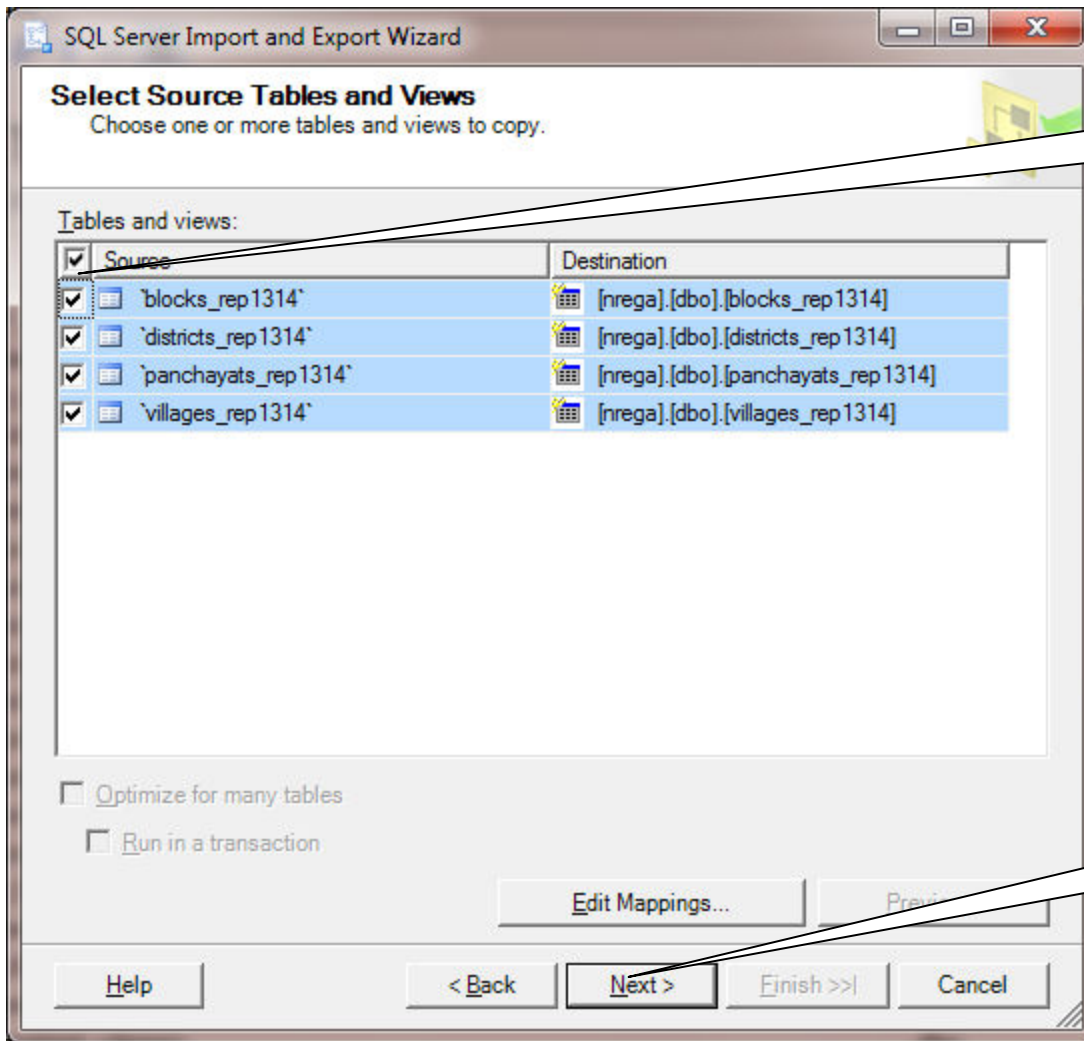 SQL Server Import and Export Wizard
Select Source Tables and Views
Choose one or more tables and views to copy.
Tables and views:
Source Destination
`blocks_rep1314` [nrega].[dbo].[blocks_rep1314]
`districts_rep1314` [nrega].[dbo].[districts_rep1314]
`panchayats_rep1314` [nrega].[dbo].[panchayats_rep1314]
`villages_rep1314` [nrega].[dbo].[villages_rep1314]
Optimize for many tables
Run in a transaction
Edit Mappings...
Help < Back Next > Finish >>| Cancel